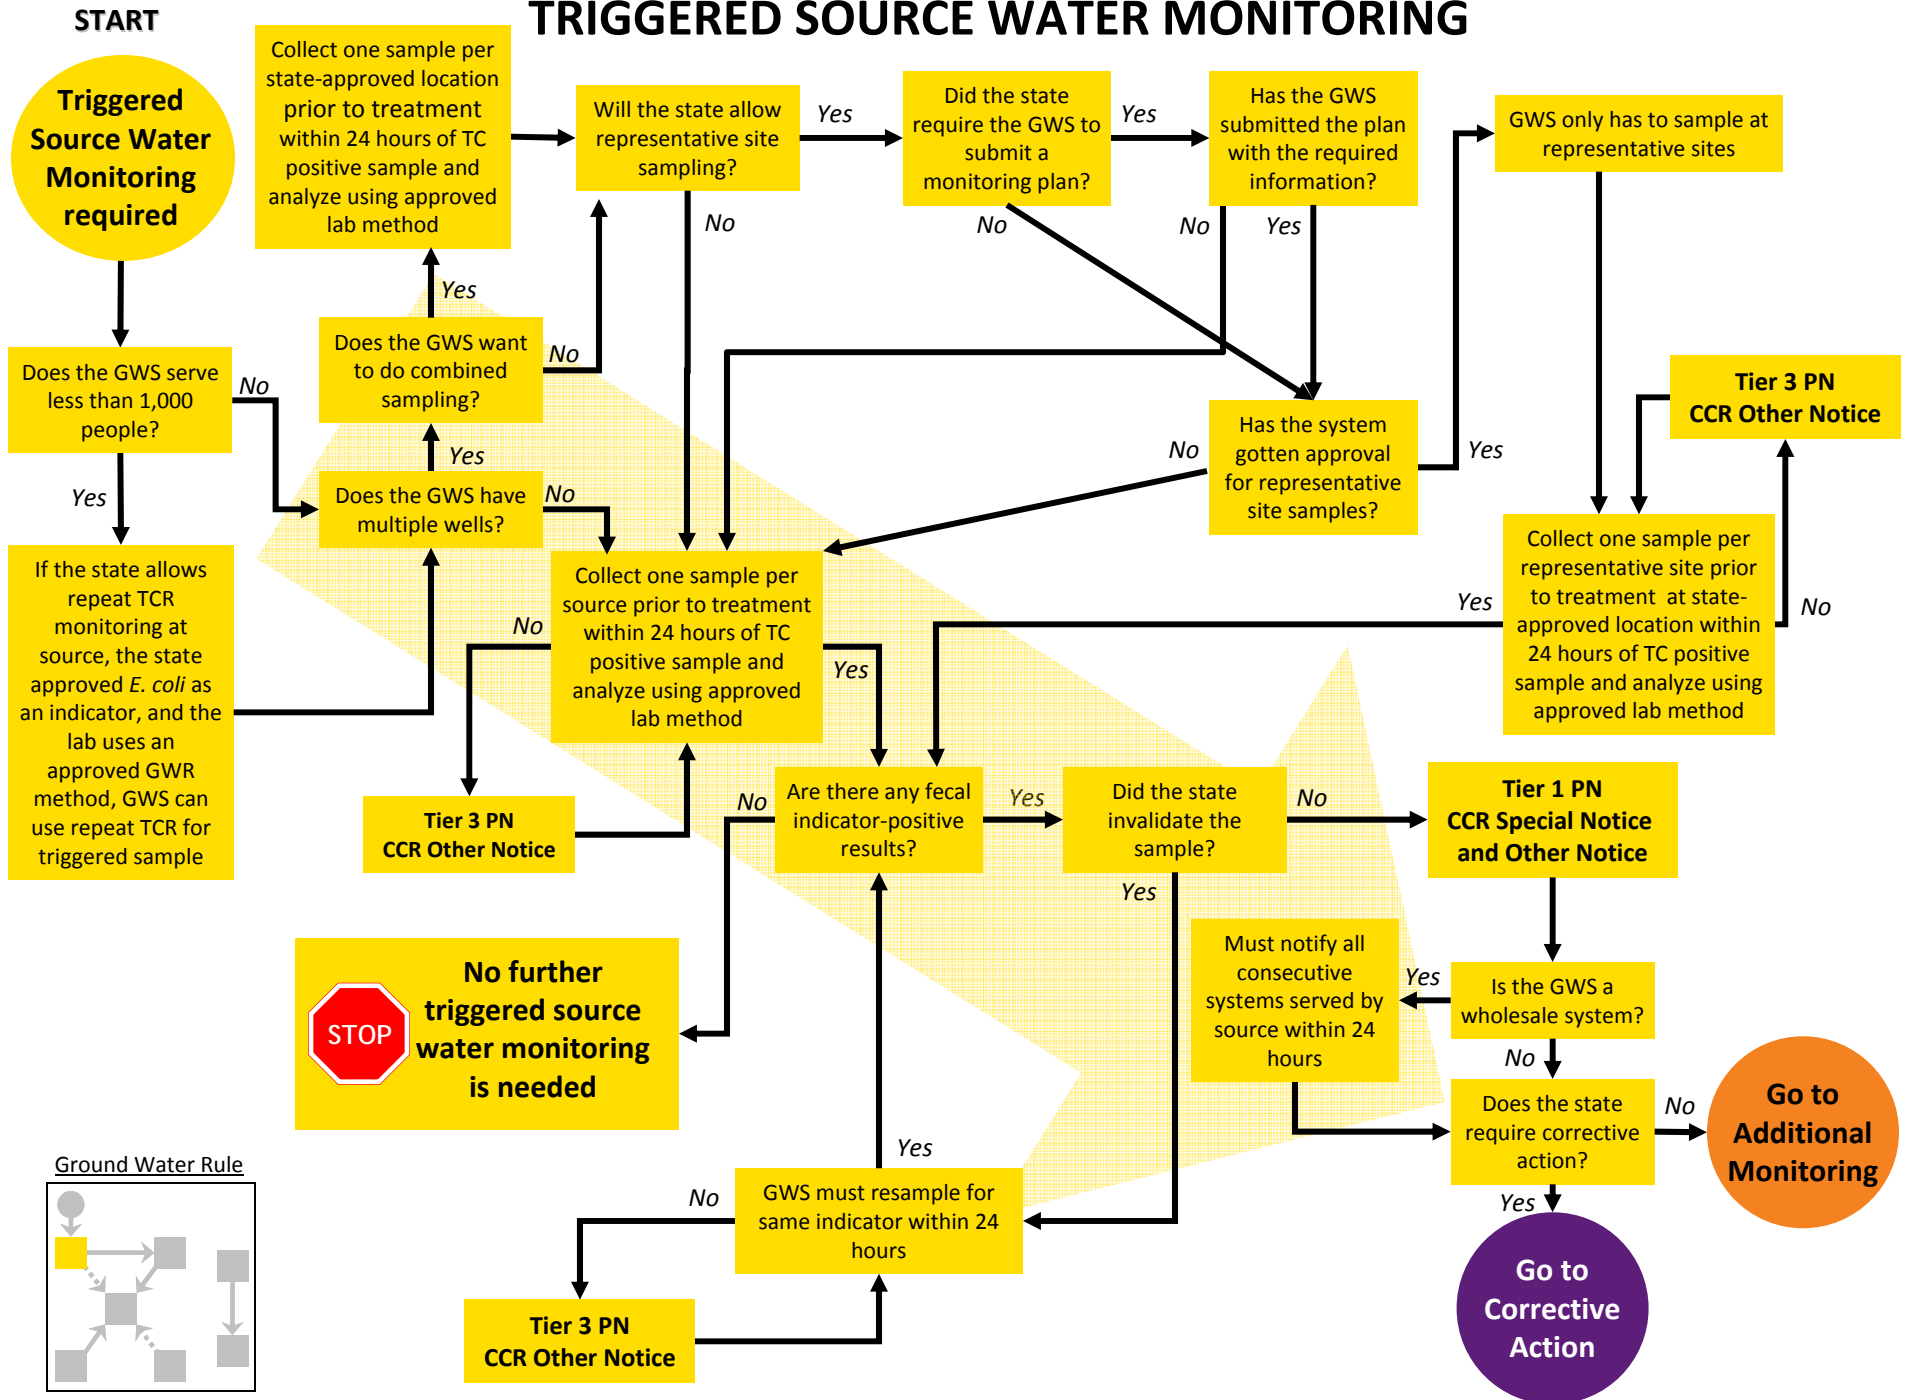 START
TRIGGERED SOURCE WATER MONITORING
Triggered
Source Water
Monitoring
required
Collect one sample per
state-approved location
prior to treatment
within 24 hours of TC
positive sample and
analyze using approved
lab method
Will the state allow
representative site
sampling?
Yes
Did the state
require the GWS to
submit a
monitoring plan?
Yes
Has the GWS
submitted the plan
with the required
information?
GWS only has to sample at
representative sites
No
No
No
Yes
Yes
Does the GWS want
to do combined
sampling?
No
Does the GWS serve
less than 1,000
people?
No
Yes
Yes
Does the GWS have
multiple wells?
No
Has the system
gotten approval
for representative
site samples?
No
Yes
Tier 3 PN
CCR Other Notice
If the state allows
repeat TCR
monitoring at
source, the state
approved E. coli as
an indicator, and the
lab uses an
approved GWR
method, GWS can
use repeat TCR for
triggered sample
Collect one sample per
source prior to treatment
within 24 hours of TC
positive sample and
analyze using approved
lab method
No
Yes
Collect one sample per
representative site prior
to treatment at state-
approved location within
24 hours of TC positive
sample and analyze using
approved lab method
Yes
No
Tier 3 PN
CCR Other Notice
No
Are there any fecal
indicator-positive
results?
Yes
Did the state
invalidate the
sample?
No
Yes
Tier 1 PN
CCR Special Notice
and Other Notice
Must notify all
consecutive
systems served by
source within 24
hours
Yes
Is the GWS a
wholesale system?
No
STOP
No further
triggered source
water monitoring
is needed
Does the state
require corrective
action?
No
Go to
Additional
Monitoring
Yes
Yes
GWS must resample for
same indicator within 24
hours
No
Go to
Corrective
Action
Tier 3 PN
CCR Other Notice
Ground Water Rule